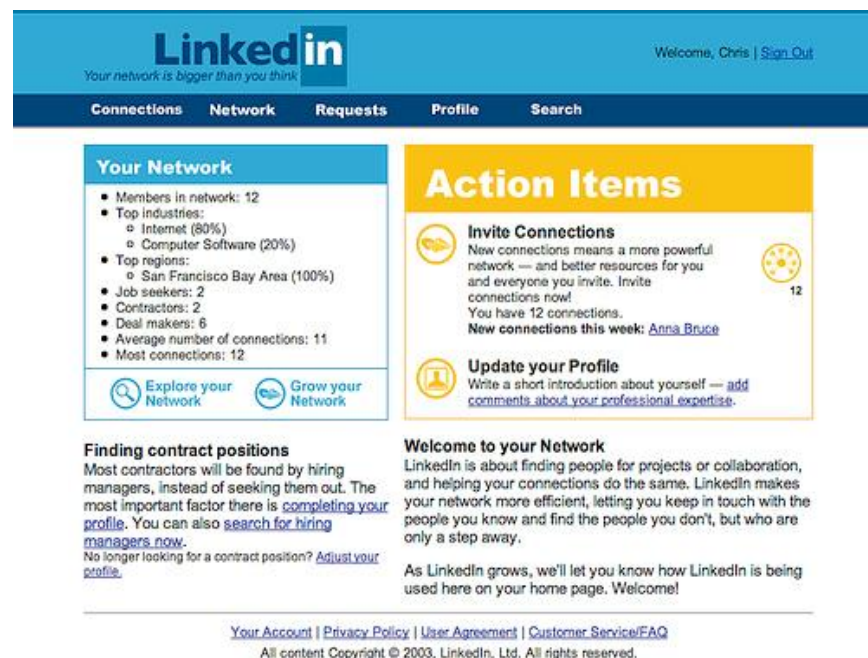 Linkedin
Your network is bigger than you think
Welcome, Chris | Sign Out
Connections Network Requests Profile Search
Your Network
• Members in network: 12
• Top industries:
o Internet (80%)
o Computer Software (20%)
• Top regions:
o San Francisco Bay Area (100%)
• Job seekers: 2
• Contractors: 2
• Deal makers: 6
• Average number of connections: 11
• Most connections: 12
Explore your
Network
Grow your
Network
Action Items
Invite Connections
New connections means a more powerful
network — and better resources for you
and everyone you invite. Invite
connections now!
You have 12 connections.
New connections this week: Anna Bruce
12
Update your Profile
Write a short introduction about yourself — add
comments about your professional expertise.
Finding contract positions
Most contractors will be found by hiring
managers, instead of seeking them out. The
most important factor there is completing your
profile. You can also search for hiring
managers now.
No longer looking for a contract position? Adjust your
profile.
Welcome to your Network
LinkedIn is about finding people for projects or collaboration,
and helping your connections do the same. LinkedIn makes
your network more efficient, letting you keep in touch with the
people you know and find the people you don't, but who are
only a step away.
As LinkedIn grows, we'll let you know how LinkedIn is being
used here on your home page. Welcome!
Your Account | Privacy Policy | User Agreement | Customer Service/FAQ
All content Copyright © 2003, LinkedIn, Ltd. All rights reserved.